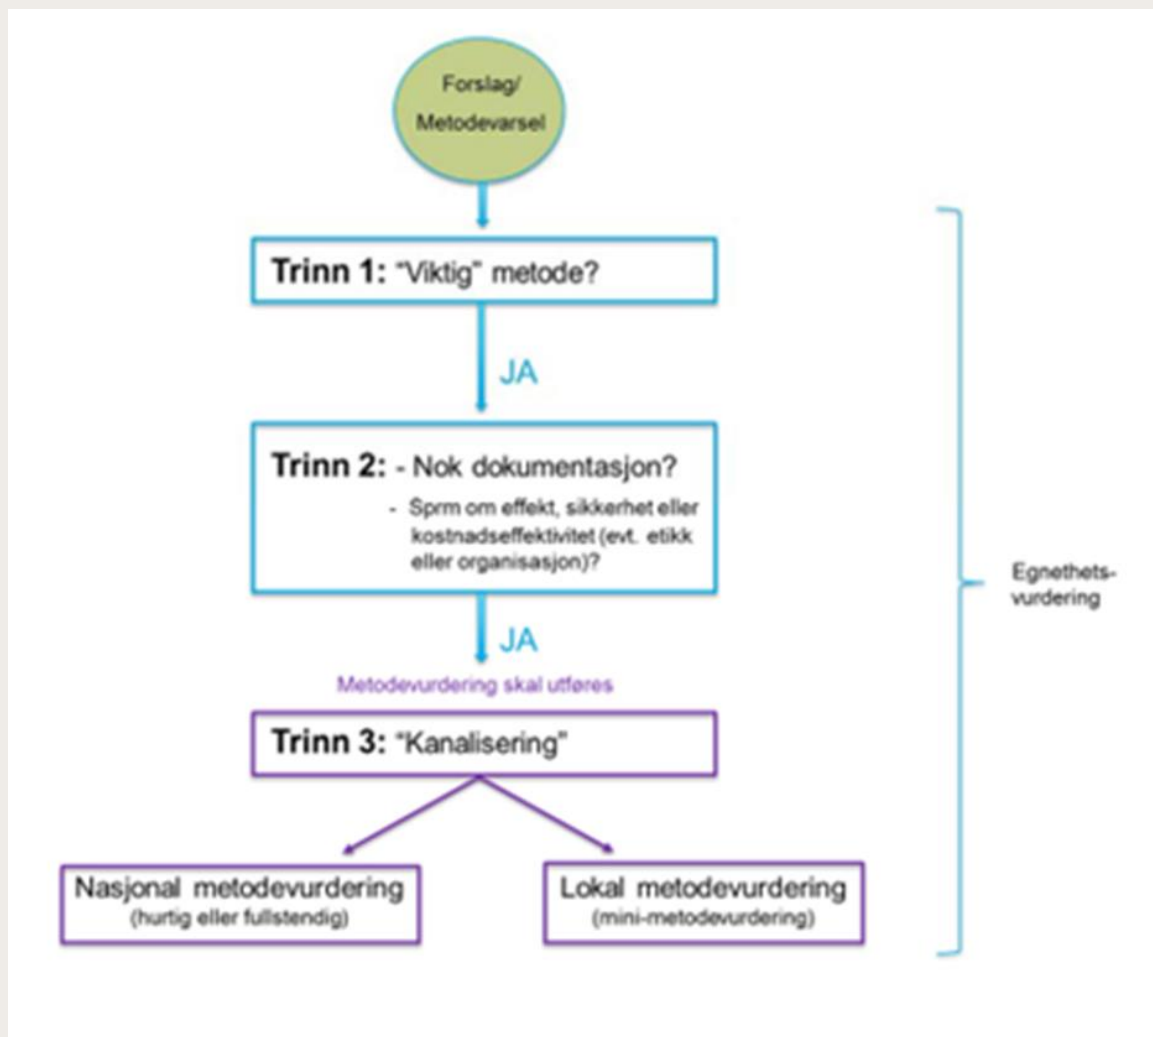 Forslag/
Metodevarsel
Trinn 1: “Viktig” metode?
JA
Trinn 2: - Nok dokumentasjon?
- Sprm om effekt, sikkerhet eller
kostnadseffektivitet (evt. etikk
eller organisasjon)?
JA
Metodevurdering skal utføres
Trinn 3: “Kanalisering”
Nasjonal metodevurdering
(hurtig eller fullstendig)
Lokal metodevurdering
(mini-metodevurdering)
Egnethets-
vurdering